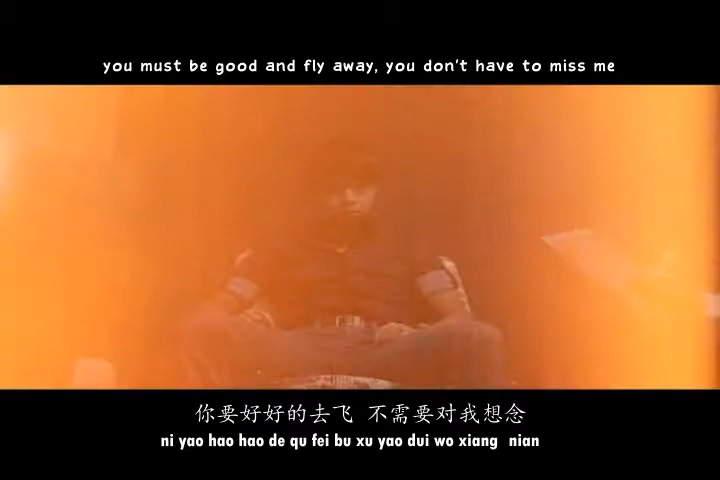 you must be good and fly away, you don't have to miss me
你要好好的去飞 不需要对我想念
ni yao hao hao de qu fei bu xu yao dui wo xiang nian